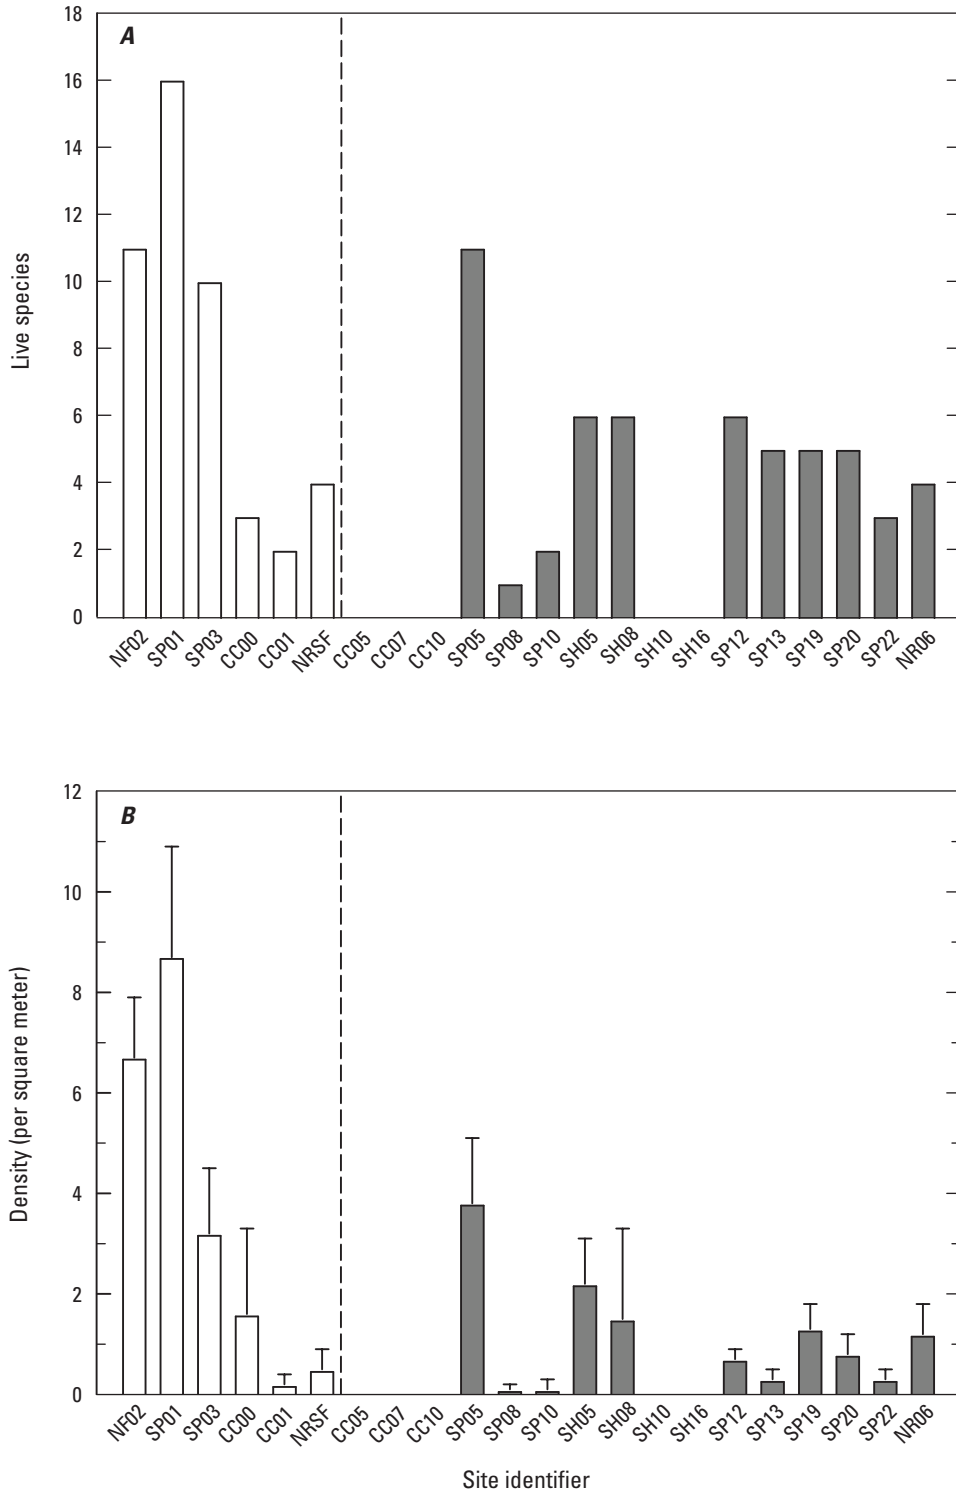 A
18
16
14
12
10
8
6
4
2
0
Live species
NF02 SP01 SP03 CC00 CC01 NRSF CC05 CC07 CC10 SP05 SP08 SP10 SH05 SH08 SH10 SH16 SP12 SP13 SP19 SP20 SP22 NR06
B
12
10
8
6
4
2
0
Density (per square meter)
NF02 SP01 SP03 CC00 CC01 NRSF CC05 CC07 CC10 SP05 SP08 SP10 SH05 SH08 SH10 SH16 SP12 SP13 SP19 SP20 SP22 NR06
Site identifier